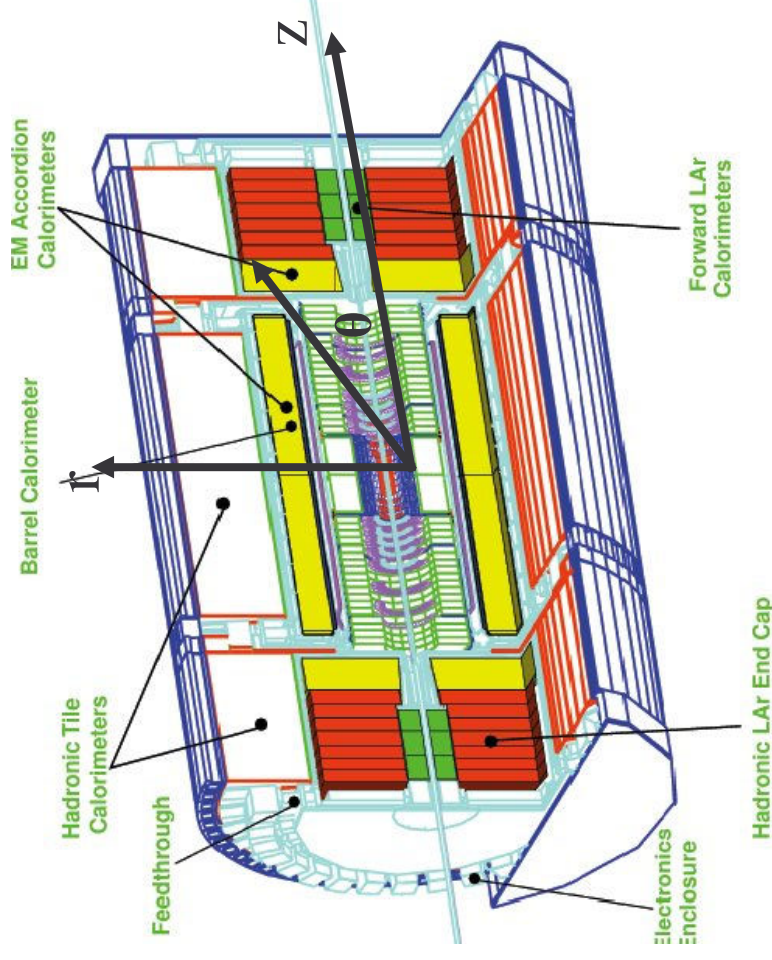 Z
EM Accordion
Calorimeters
θ
Barrel Calorimeter
r
Hadronic Tile
Calorimeters
Feedthrough
Forward LAr
Calorimeters
Hadronic LAr End Cap
Electronics
Enclosure